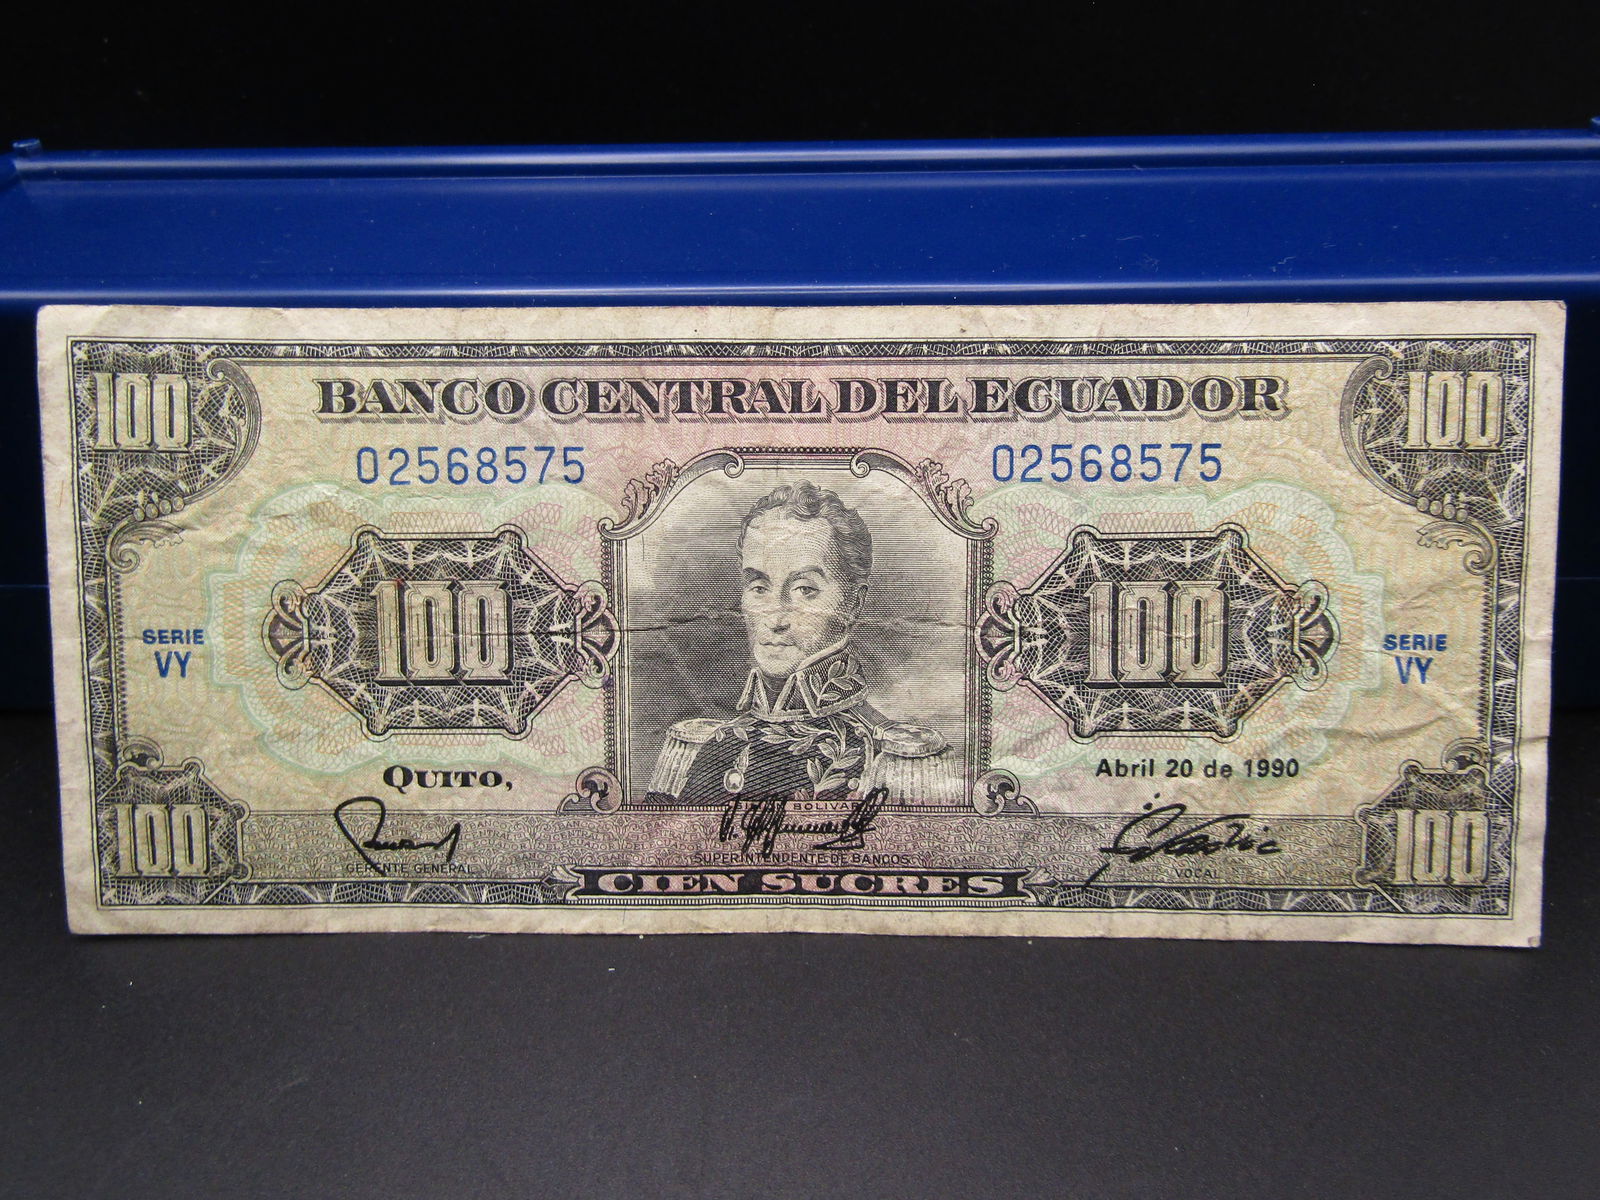 100 100
BANCO CENTRAL DEL ECUADOR
02568575 02568575
100 100
SERIE VY SERIE VY
QUITO, Abril 20 de 1990
BOLIVAR
100 100
GERENTE GENERAL SUPERINTENDENTE DE BANCOS VOCAL
CIEN SUCRES